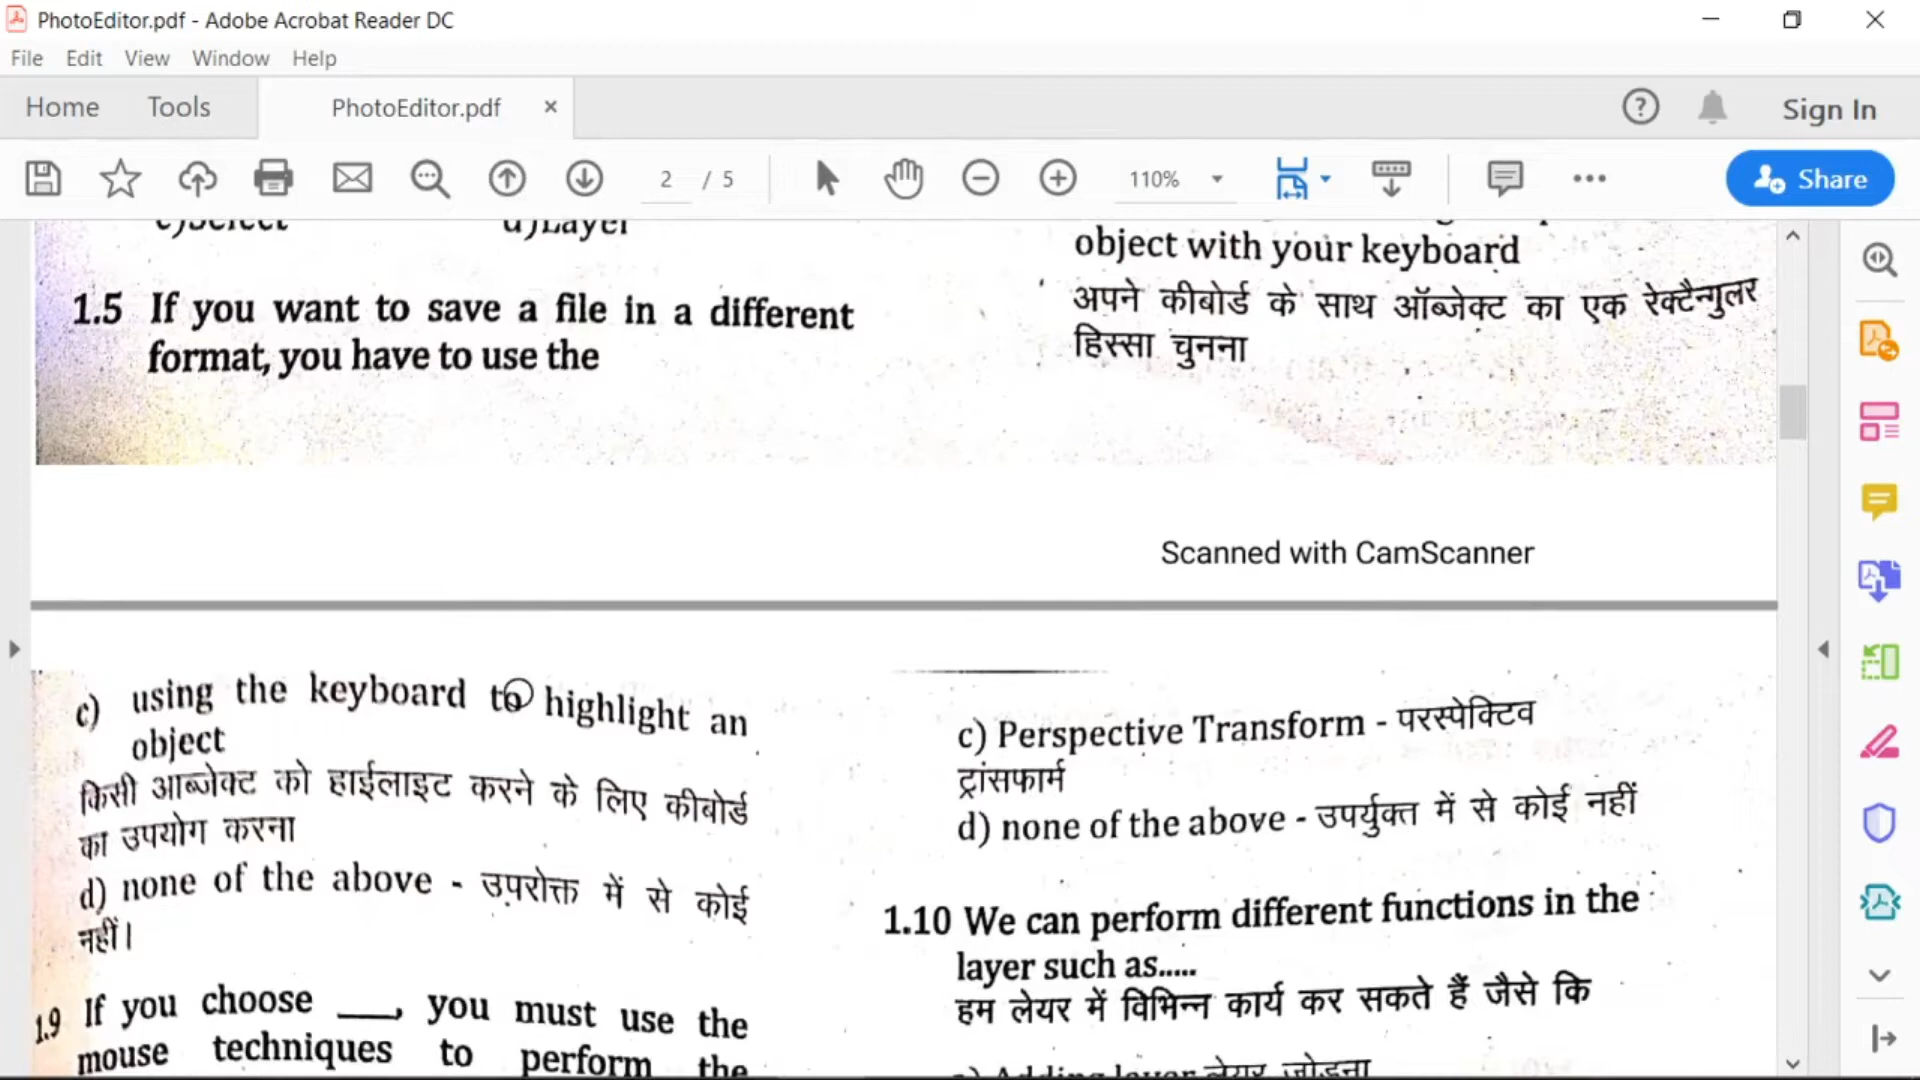 PhotoEditor.pdf - Adobe Acrobat Reader DC
File Edit View Window Help
Home Tools PhotoEditor.pdf × Sign In
2 / 5 110% Share
c)Select d)Layer
1.5 If you want to save a file in a different
format, you have to use the
object with your keyboard
अपने कीबोर्ड के साथ ऑब्जेक्ट का एक रेक्टैन्गुलर
हिस्सा चुनना
Scanned with CamScanner
c) using the keyboard to highlight an
object
किसी आब्जेक्ट को हाईलाइट करने के लिए कीबोर्ड
का उपयोग करना
d) none of the above - उपरोक्त में से कोई
नहीं।
1.9 If you choose ____, you must use the
mouse techniques to perform the
c) Perspective Transform - परस्पेक्टिव
ट्रांसफार्म
d) none of the above - उपर्युक्त में से कोई नहीं
1.10 We can perform different functions in the
layer such as.....
हम लेयर में विभिन्न कार्य कर सकते हैं जैसे कि
a) Adding layer लेयर जोड़ना